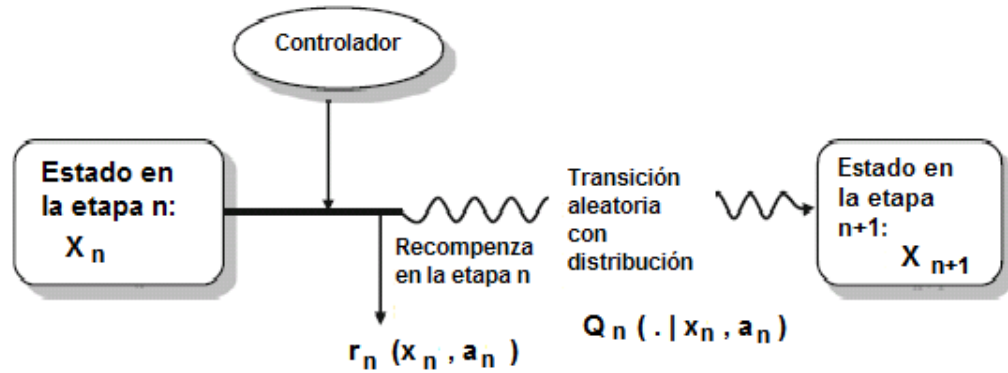 Controlador
Estado en
la etapa n:
X n
Recompenza
en la etapa n
r n (x n , a n )
Transición
aleatoria
con
distribución
Q n ( . | x n , a n )
Estado en
la etapa
n+1:
X n+1